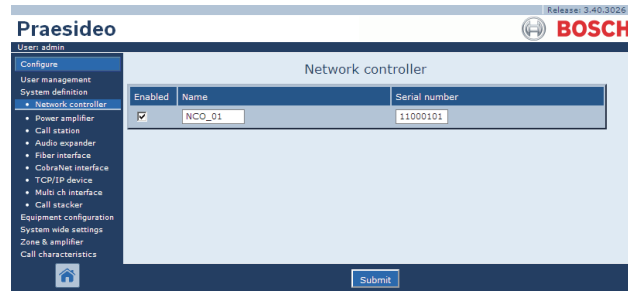 Release: 3.40.3026
Praesideo
BOSCH
User: admin
Configure
User management
System definition
• Network controller
• Power amplifier
• Call station
• Audio expander
• Fiber interface
• CobraNet interface
• TCP/IP device
• Multi ch interface
• Call stacker
Equipment configuration
System wide settings
Zone & amplifier
Call characteristics
Network controller
Enabled Name Serial number
NCO_01 11000101
Submit